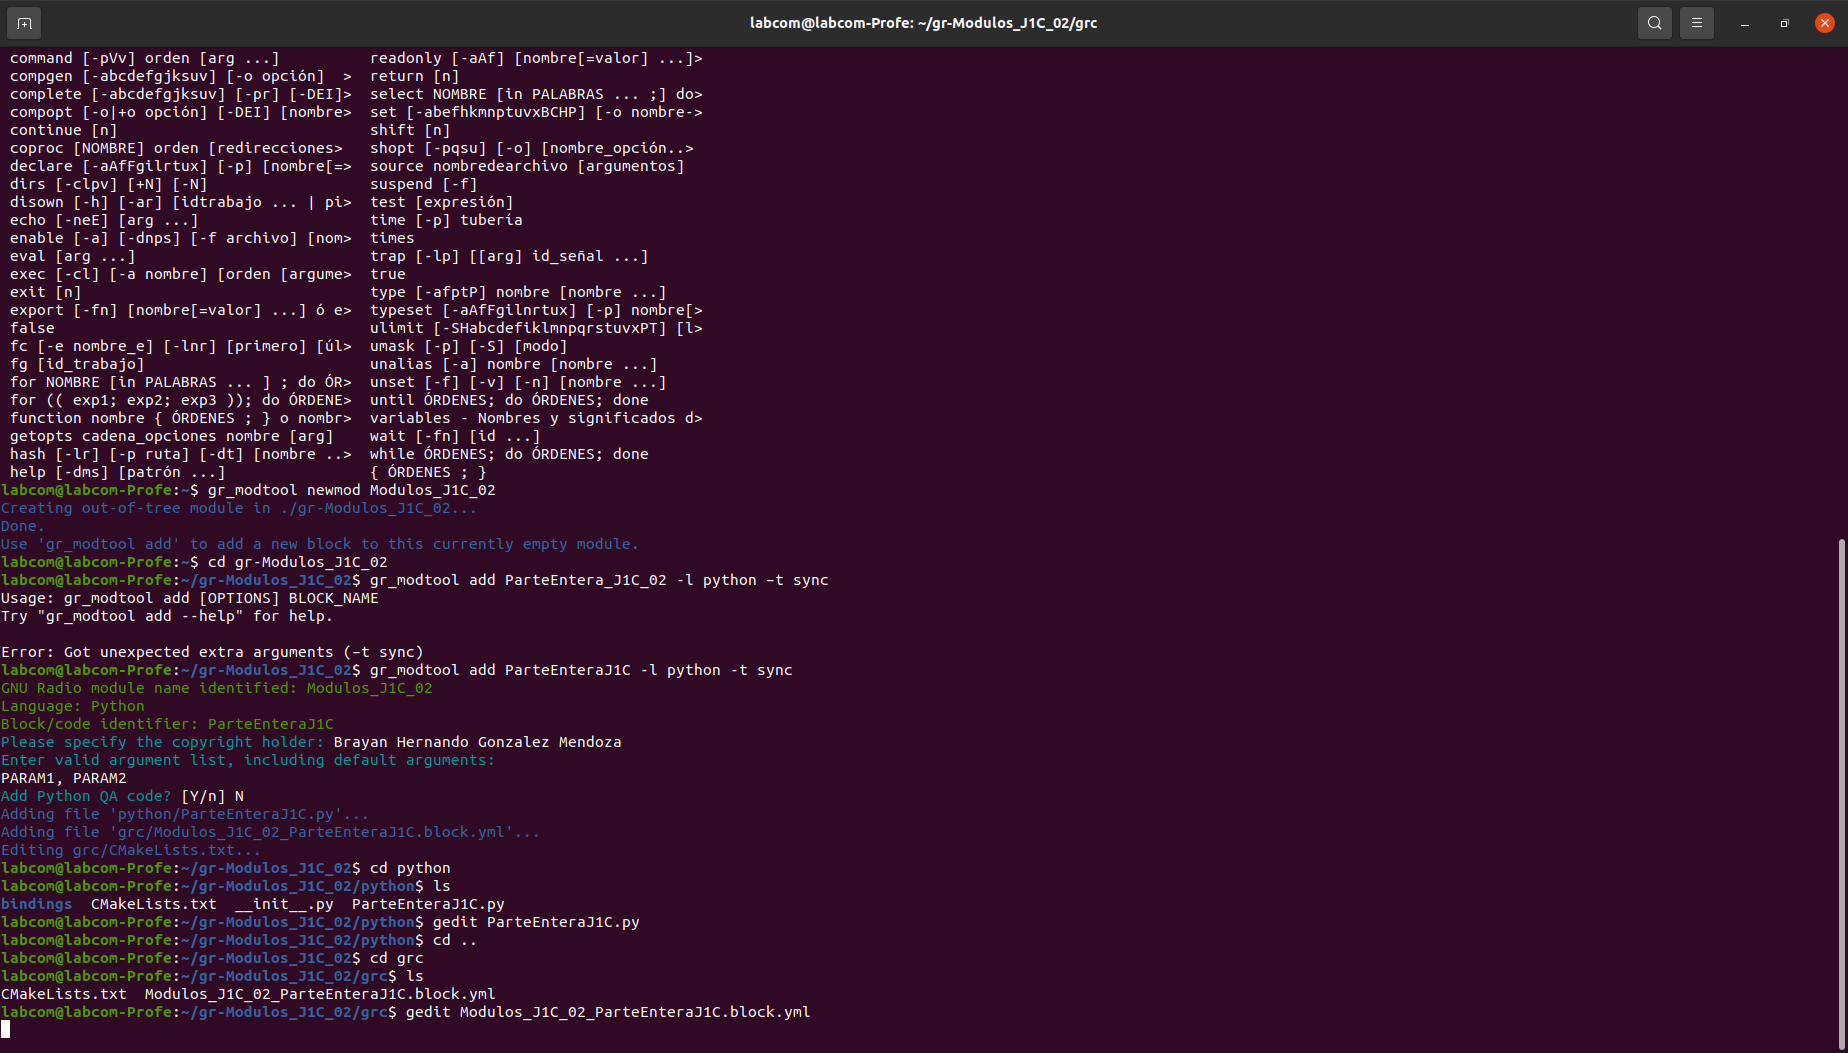 labcom@labcom-Profe: ~/gr-Modulos_J1C_02/grc
command [-pVv] orden [arg ...]          readonly [-aAf] [nombre[=valor] ...]>
compgen [-abcdefgjksuv] [-o opción]  >  return [n]
complete [-abcdefgjksuv] [-pr] [-DEI]>  select NOMBRE [in PALABRAS ... ;] do>
compopt [-o|+o opción] [-DEI] [nombre>  set [-abefhkmnptuvxBCHP] [-o nombre->
continue [n]                            shift [n]
coproc [NOMBRE] orden [redirecciones>   shopt [-pqsu] [-o] [nombre_opción..>
declare [-aAfFgilrtux] [-p] [nombre[=>  source nombredearchivo [argumentos]
dirs [-clpv] [+N] [-N]                  suspend [-f]
disown [-h] [-ar] [idtrabajo ... | pi>  test [expresión]
echo [-neE] [arg ...]                   time [-p] tubería
enable [-a] [-dnps] [-f archivo] [nom>  times
eval [arg ...]                          trap [-lp] [[arg] id_señal ...]
exec [-cl] [-a nombre] [orden [argume>  true
exit [n]                                type [-afptP] nombre [nombre ...]
export [-fn] [nombre[=valor] ...] ó e>  typeset [-aAfFgilnrtux] [-p] nombre[>
false                                   ulimit [-SHabcdefiklmnpqrstuvxPT] [l>
fc [-e nombre_e] [-lnr] [primero] [úl>  umask [-p] [-S] [modo]
fg [id_trabajo]                         unalias [-a] nombre [nombre ...]
for NOMBRE [in PALABRAS ... ] ; do ÓR>  unset [-f] [-v] [-n] [nombre ...]
for (( exp1; exp2; exp3 )); do ÓRDENE>  until ÓRDENES; do ÓRDENES; done
function nombre { ÓRDENES ; } o nombr>  variables - Nombres y significados d>
getopts cadena_opciones nombre [arg]    wait [-fn] [id ...]
hash [-lr] [-p ruta] [-dt] [nombre ..>  while ÓRDENES; do ÓRDENES; done
help [-dms] [patrón ...]                { ÓRDENES ; }
labcom@labcom-Profe:~$ gr_modtool newmod Modulos_J1C_02
Creating out-of-tree module in ./gr-Modulos_J1C_02...
Done.
Use 'gr_modtool add' to add a new block to this currently empty module.
labcom@labcom-Profe:~$ cd gr-Modulos_J1C_02
labcom@labcom-Profe:~/gr-Modulos_J1C_02$ gr_modtool add ParteEntera_J1C_02 -l python –t sync
Usage: gr_modtool add [OPTIONS] BLOCK_NAME
Try "gr_modtool add --help" for help.
Error: Got unexpected extra arguments (–t sync)
labcom@labcom-Profe:~/gr-Modulos_J1C_02$ gr_modtool add ParteEnteraJ1C -l python -t sync
GNU Radio module name identified: Modulos_J1C_02
Language: Python
Block/code identifier: ParteEnteraJ1C
Please specify the copyright holder: Brayan Hernando Gonzalez Mendoza
Enter valid argument list, including default arguments:
PARAM1, PARAM2
Add Python QA code? [Y/n] N
Adding file 'python/ParteEnteraJ1C.py'...
Adding file 'grc/Modulos_J1C_02_ParteEnteraJ1C.block.yml'...
Editing grc/CMakeLists.txt...
labcom@labcom-Profe:~/gr-Modulos_J1C_02$ cd python
labcom@labcom-Profe:~/gr-Modulos_J1C_02/python$ ls
bindings  CMakeLists.txt  __init__.py  ParteEnteraJ1C.py
labcom@labcom-Profe:~/gr-Modulos_J1C_02/python$ gedit ParteEnteraJ1C.py
labcom@labcom-Profe:~/gr-Modulos_J1C_02/python$ cd ..
labcom@labcom-Profe:~/gr-Modulos_J1C_02$ cd grc
labcom@labcom-Profe:~/gr-Modulos_J1C_02/grc$ ls
CMakeLists.txt  Modulos_J1C_02_ParteEnteraJ1C.block.yml
labcom@labcom-Profe:~/gr-Modulos_J1C_02/grc$ gedit Modulos_J1C_02_ParteEnteraJ1C.block.yml